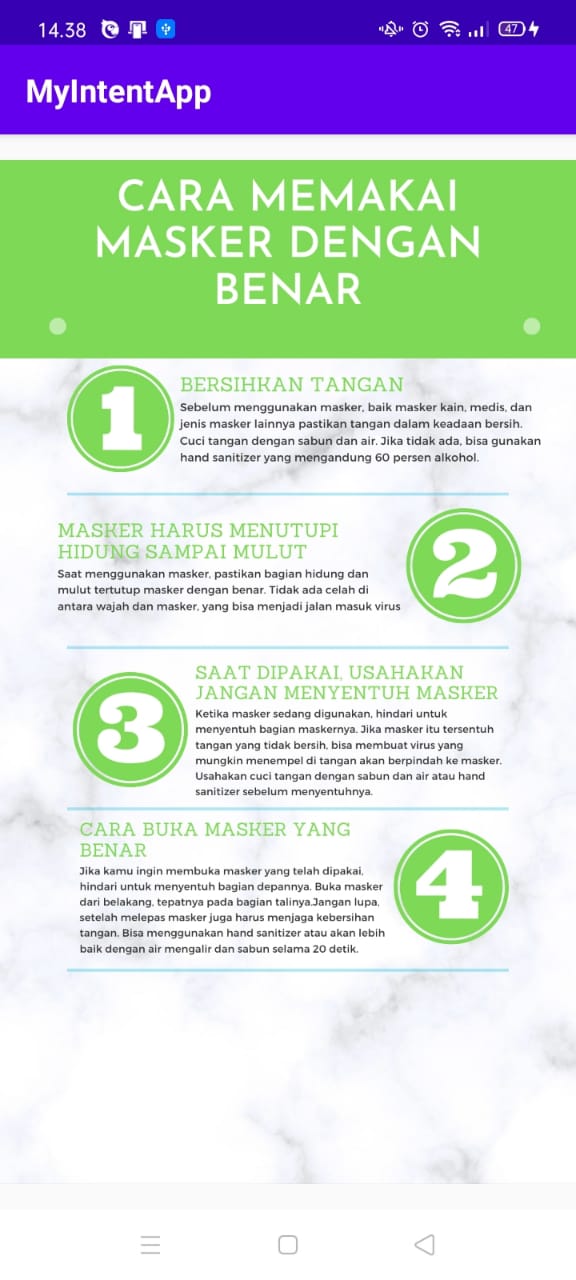 14.38
47
MyIntentApp
CARA MEMAKAI
MASKER DENGAN
BENAR
1
BERSIHKAN TANGAN
Sebelum menggunakan masker, baik masker kain, medis, dan
jenis masker lainnya pastikan tangan dalam keadaan bersih.
Cuci tangan dengan sabun dan air. Jika tidak ada, bisa gunakan
hand sanitizer yang mengandung 60 persen alkohol.
MASKER HARUS MENUTUPI
HIDUNG SAMPAI MULUT
Saat menggunakan masker, pastikan bagian hidung dan
mulut tertutup masker dengan benar. Tidak ada celah di
antara wajah dan masker, yang bisa menjadi jalan masuk virus
2
3
SAAT DIPAKAI, USAHAKAN
JANGAN MENYENTUH MASKER
Ketika masker sedang digunakan, hindari untuk
menyentuh bagian maskernya. Jika masker itu tersentuh
tangan yang tidak bersih, bisa membuat virus yang
mungkin menempel di tangan akan berpindah ke masker.
Usahakan cuci tangan dengan sabun dan air atau hand
sanitizer sebelum menyentuhnya.
CARA BUKA MASKER YANG
BENAR
Jika kamu ingin membuka masker yang telah dipakai,
hindari untuk menyentuh bagian depannya. Buka masker
dari belakang, tepatnya pada bagian talinya.Jangan lupa,
setelah melepas masker juga harus menjaga kebersihan
tangan. Bisa menggunakan hand sanitizer atau akan lebih
baik dengan air mengalir dan sabun selama 20 detik.
4